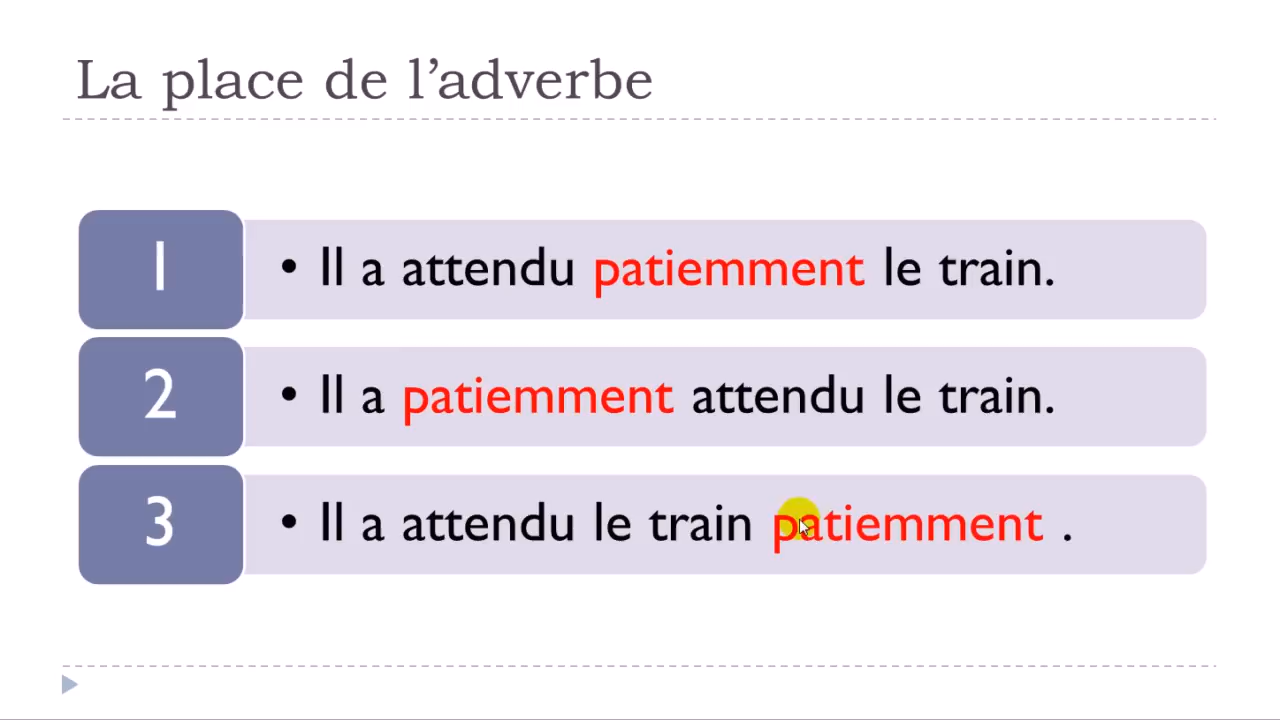 La place de l’adverbe
1
• Il a attendu patiemment le train.
2
• Il a patiemment attendu le train.
3
• Il a attendu le train patiemment .